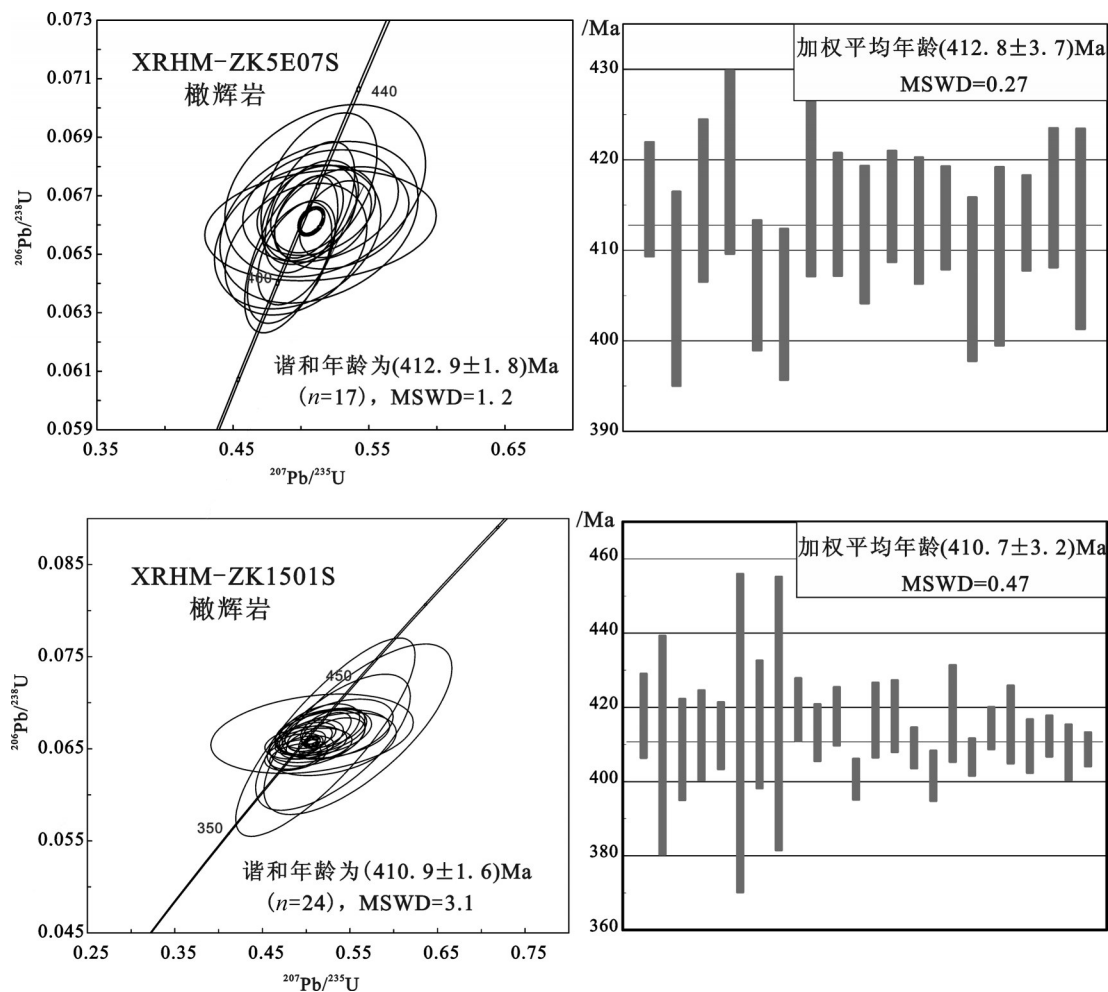 0.073
0.071
0.069
0.067
0.065
0.063
0.061
0.059
²⁰⁶Pb/²³⁸U
XRHM-ZK5E07S
橄辉岩
440
400
谐和年龄为(412.9±1.8)Ma
(n=17), MSWD=1.2
0.35
0.45
0.55
0.65
²⁰⁷Pb/²³⁵U
/Ma
430
420
410
400
390
加权平均年龄(412.8±3.7)Ma
MSWD=0.27
0.085
0.075
0.065
0.055
0.045
²⁰⁶Pb/²³⁸U
XRHM-ZK1501S
橄辉岩
450
350
谐和年龄为(410.9±1.6)Ma
(n=24), MSWD=3.1
0.25
0.35
0.45
0.55
0.65
0.75
²⁰⁷Pb/²³⁵U
/Ma
460
440
420
400
380
360
加权平均年龄(410.7±3.2)Ma
MSWD=0.47